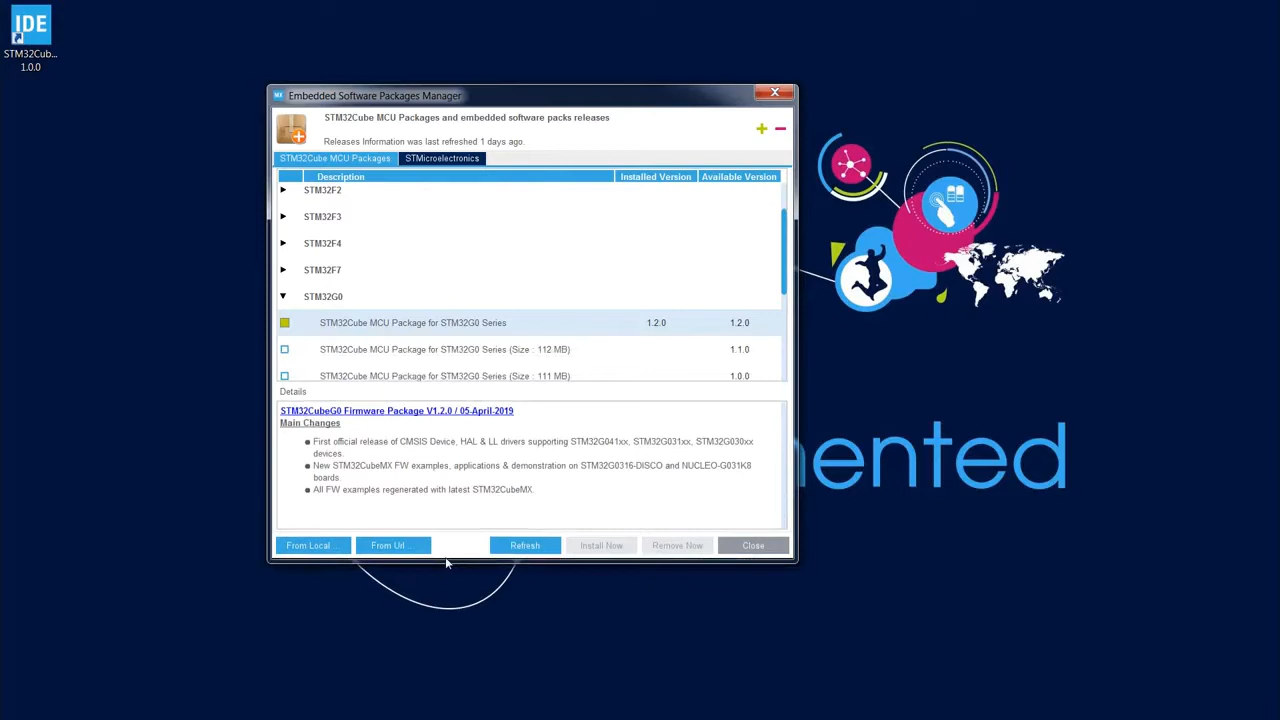 IDE
STM32Cub...
1.0.0
MX
Embedded Software Packages Manager
STM32Cube MCU Packages and embedded software packs releases
Releases Information was last refreshed 1 days ago.
STM32Cube MCU Packages
STMicroelectronics
Description Installed Version Available Version
STM32F2
STM32F3
STM32F4
STM32F7
STM32G0
STM32Cube MCU Package for STM32G0 Series 1.2.0 1.2.0
STM32Cube MCU Package for STM32G0 Series (Size : 112 MB) 1.1.0
STM32Cube MCU Package for STM32G0 Series (Size : 111 MB) 1.0.0
Details
STM32CubeG0 Firmware Package V1.2.0 / 05-April-2019
Main Changes
First official release of CMSIS Device, HAL & LL drivers supporting STM32G041xx, STM32G031xx, STM32G030xx
devices.
New STM32CubeMX FW examples, applications & demonstration on STM32G0316-DISCO and NUCLEO-G031K8
boards.
All FW examples regenerated with latest STM32CubeMX.
From Local ...
From Url ...
Refresh
Install Now
Remove Now
Close
mented